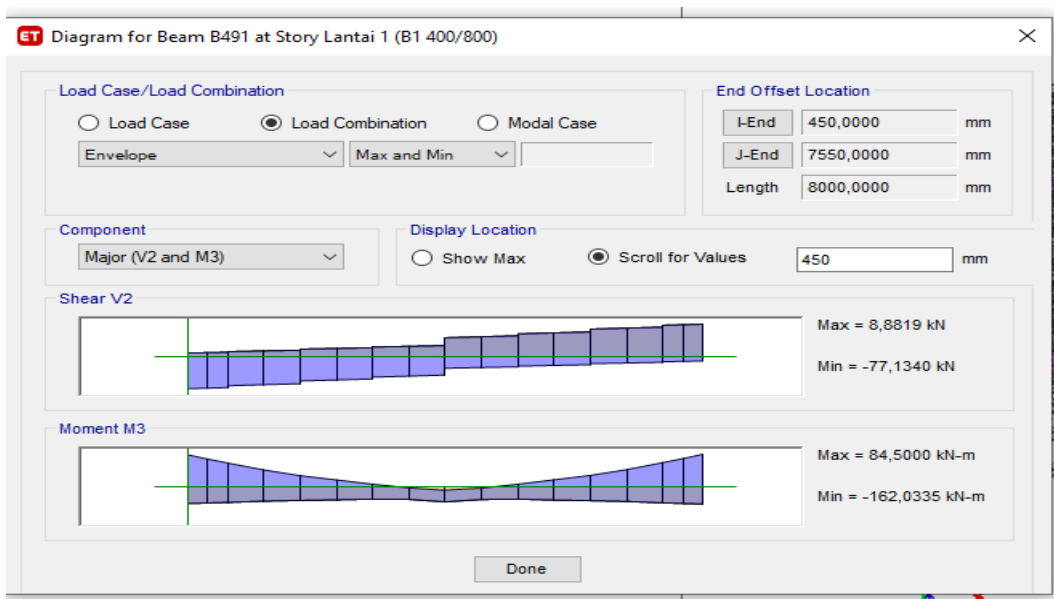 ET Diagram for Beam B491 at Story Lantai 1 (B1 400/800)
Load Case/Load Combination
Load Case Load Combination Modal Case
Envelope Max and Min
End Offset Location
I-End 450,0000 mm
J-End 7550,0000 mm
Length 8000,0000 mm
Component
Major (V2 and M3)
Display Location
Show Max Scroll for Values 450 mm
Shear V2
Max = 8,8819 kN
Min = -77,1340 kN
Moment M3
Max = 84,5000 kN-m
Min = -162,0335 kN-m
Done